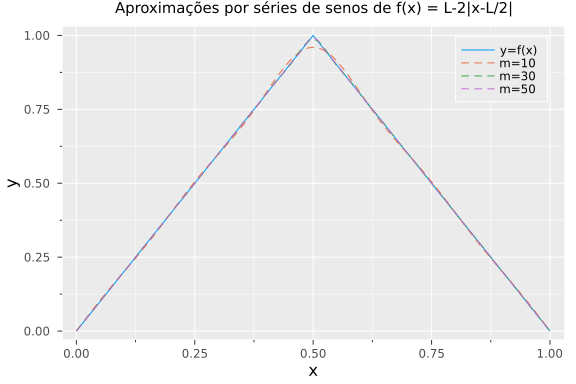 Aproximações por séries de senos de f(x) = L-2|x-L/2|
y=f(x)
m=10
m=30
m=50
1.00
0.75
0.50
0.25
0.00
y
0.00 0.25 0.50 0.75 1.00
x